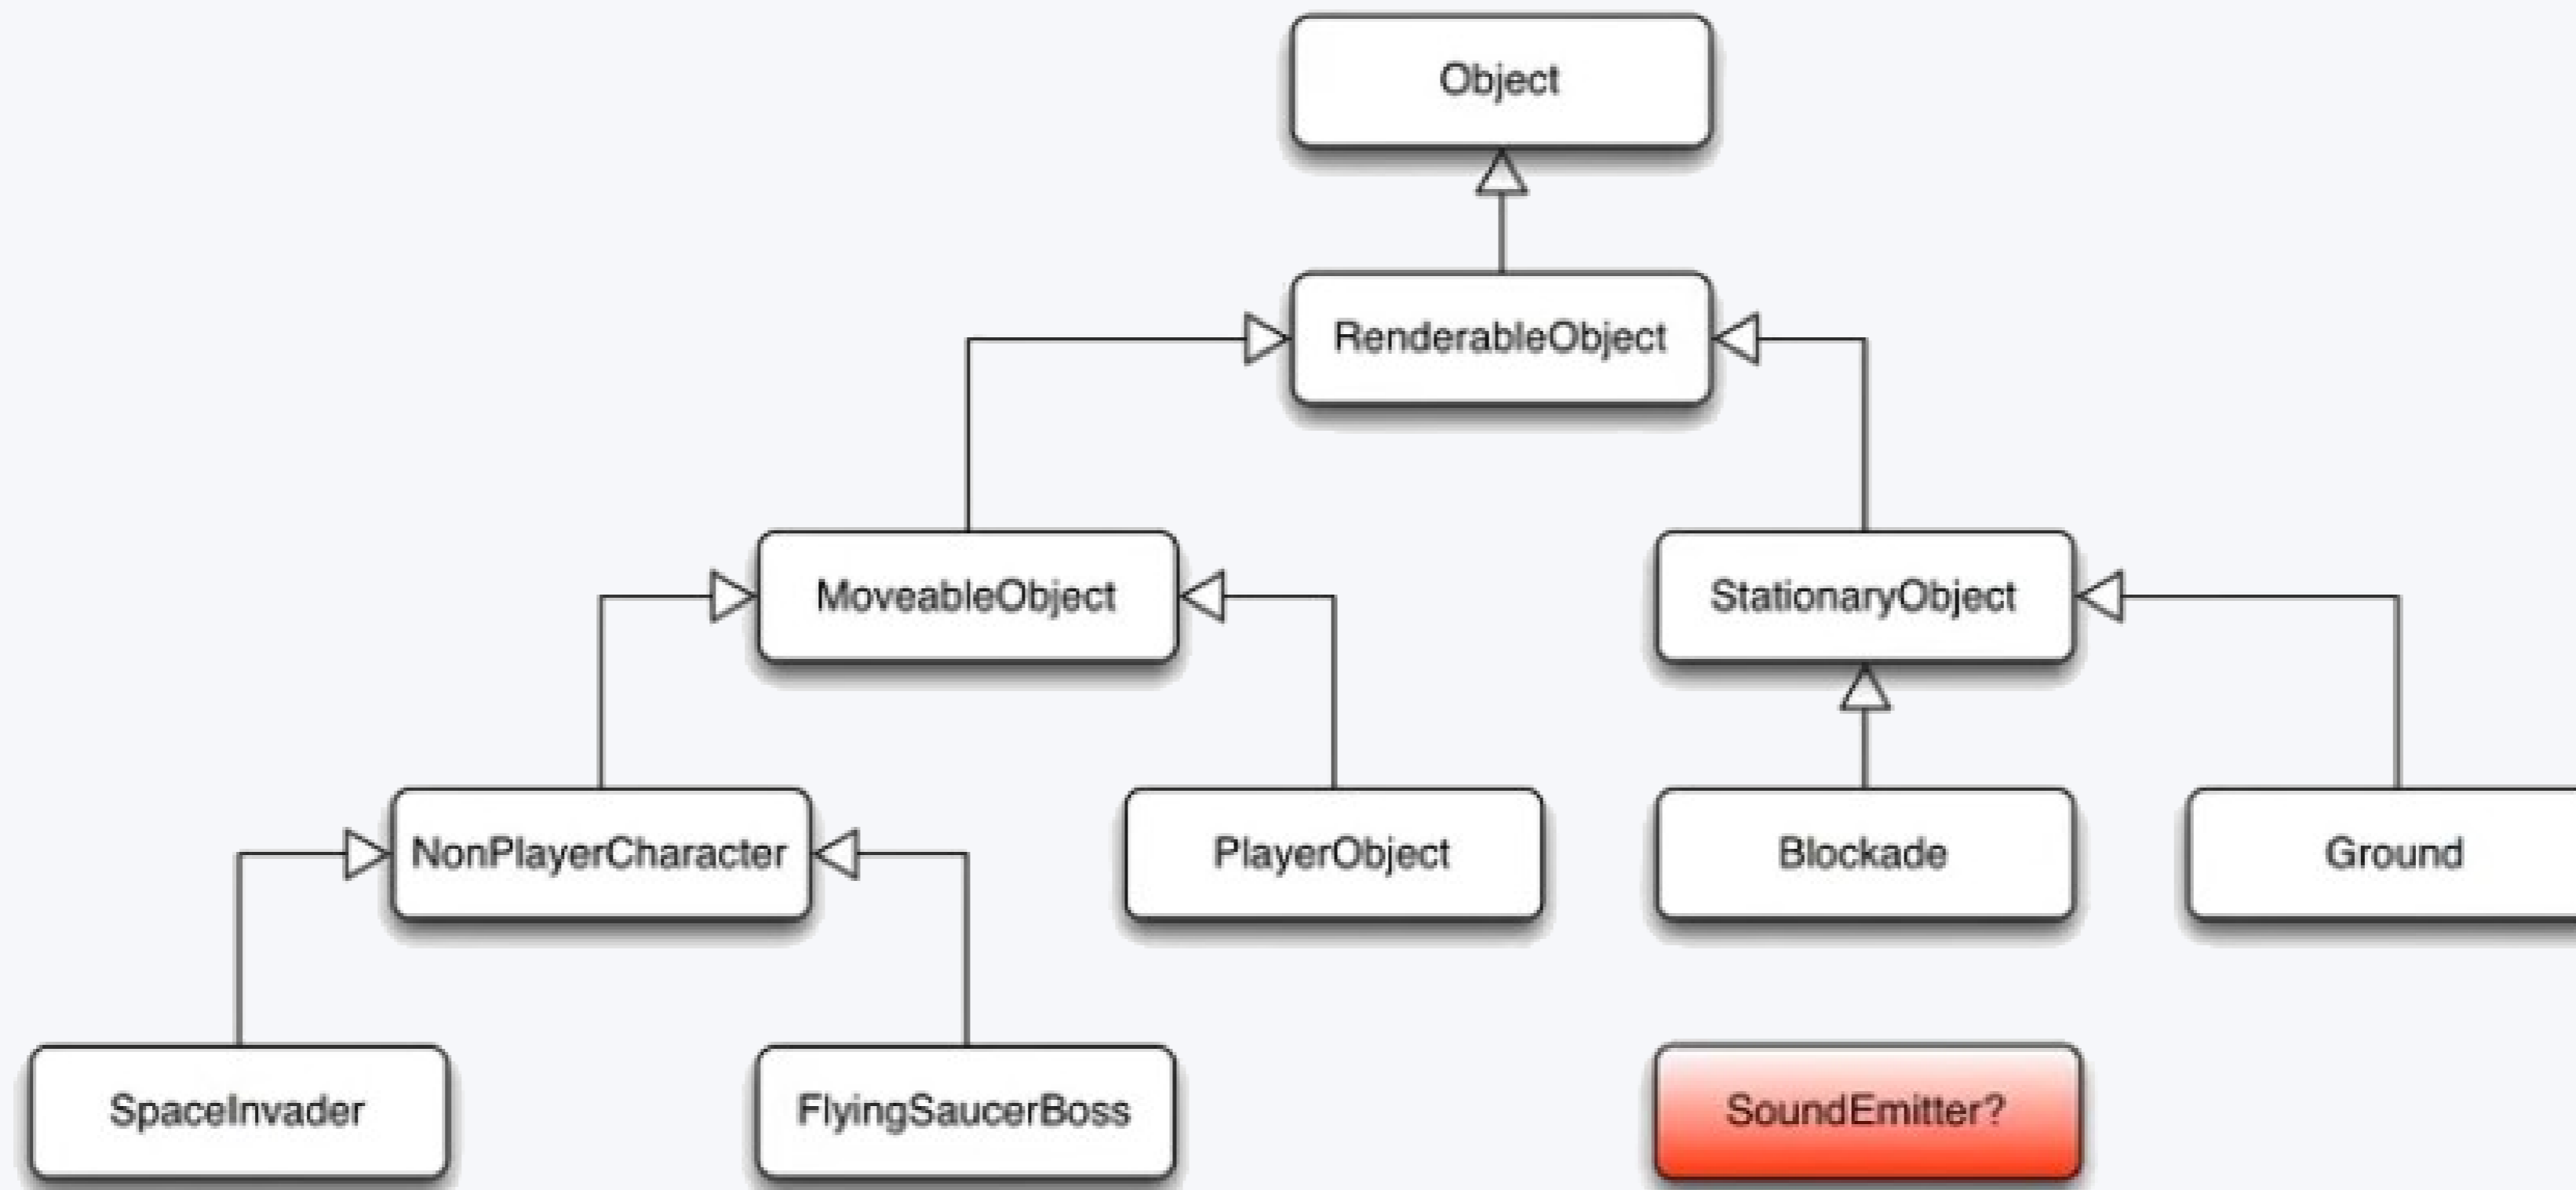 Object
RenderableObject
MoveableObject
StationaryObject
NonPlayerCharacter
PlayerObject
Blockade
Ground
SpaceInvader
FlyingSaucerBoss
SoundEmitter?